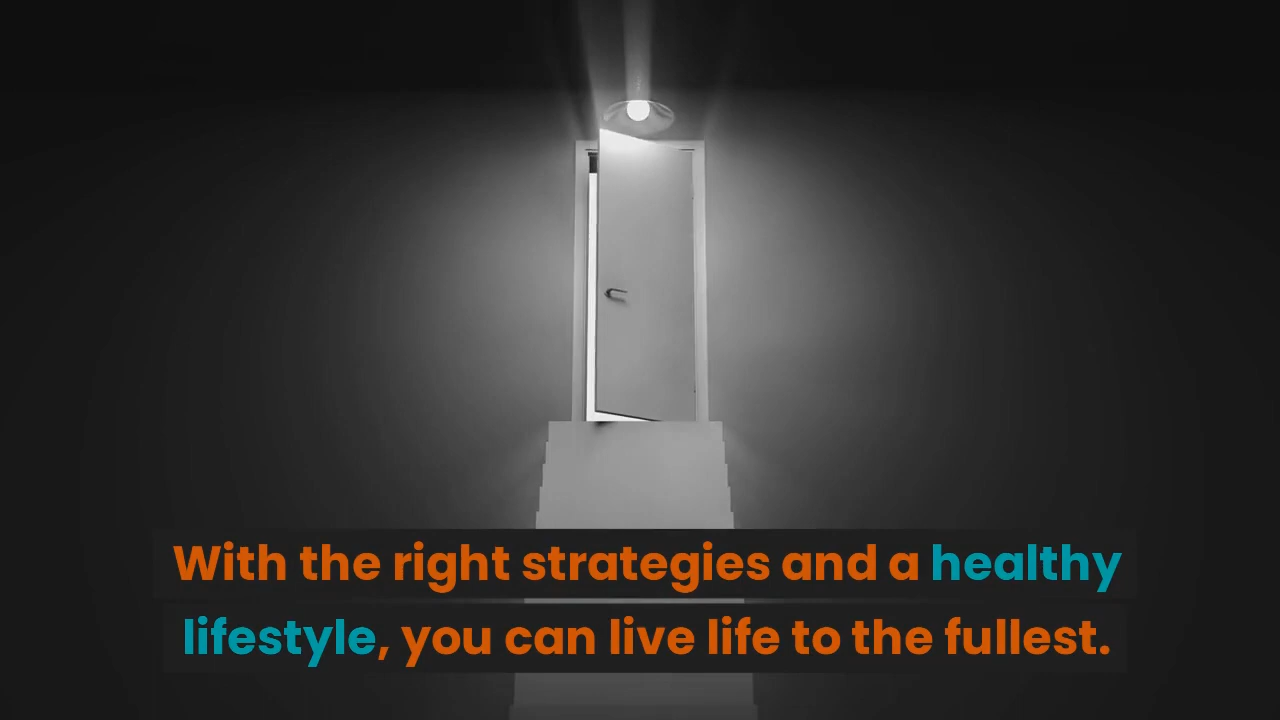 With the right strategies and a healthy
lifestyle, you can live life to the fullest.